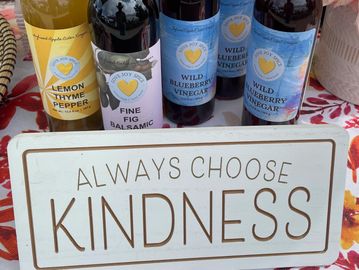 LEMON
THYME
PEPPER
FINE
FIG
BALSAMIC
WILD
BLUEBERRY
VINEGAR
WILD
BLUEBERRY
VINEGAR
ALWAYS CHOOSE
KINDNESS